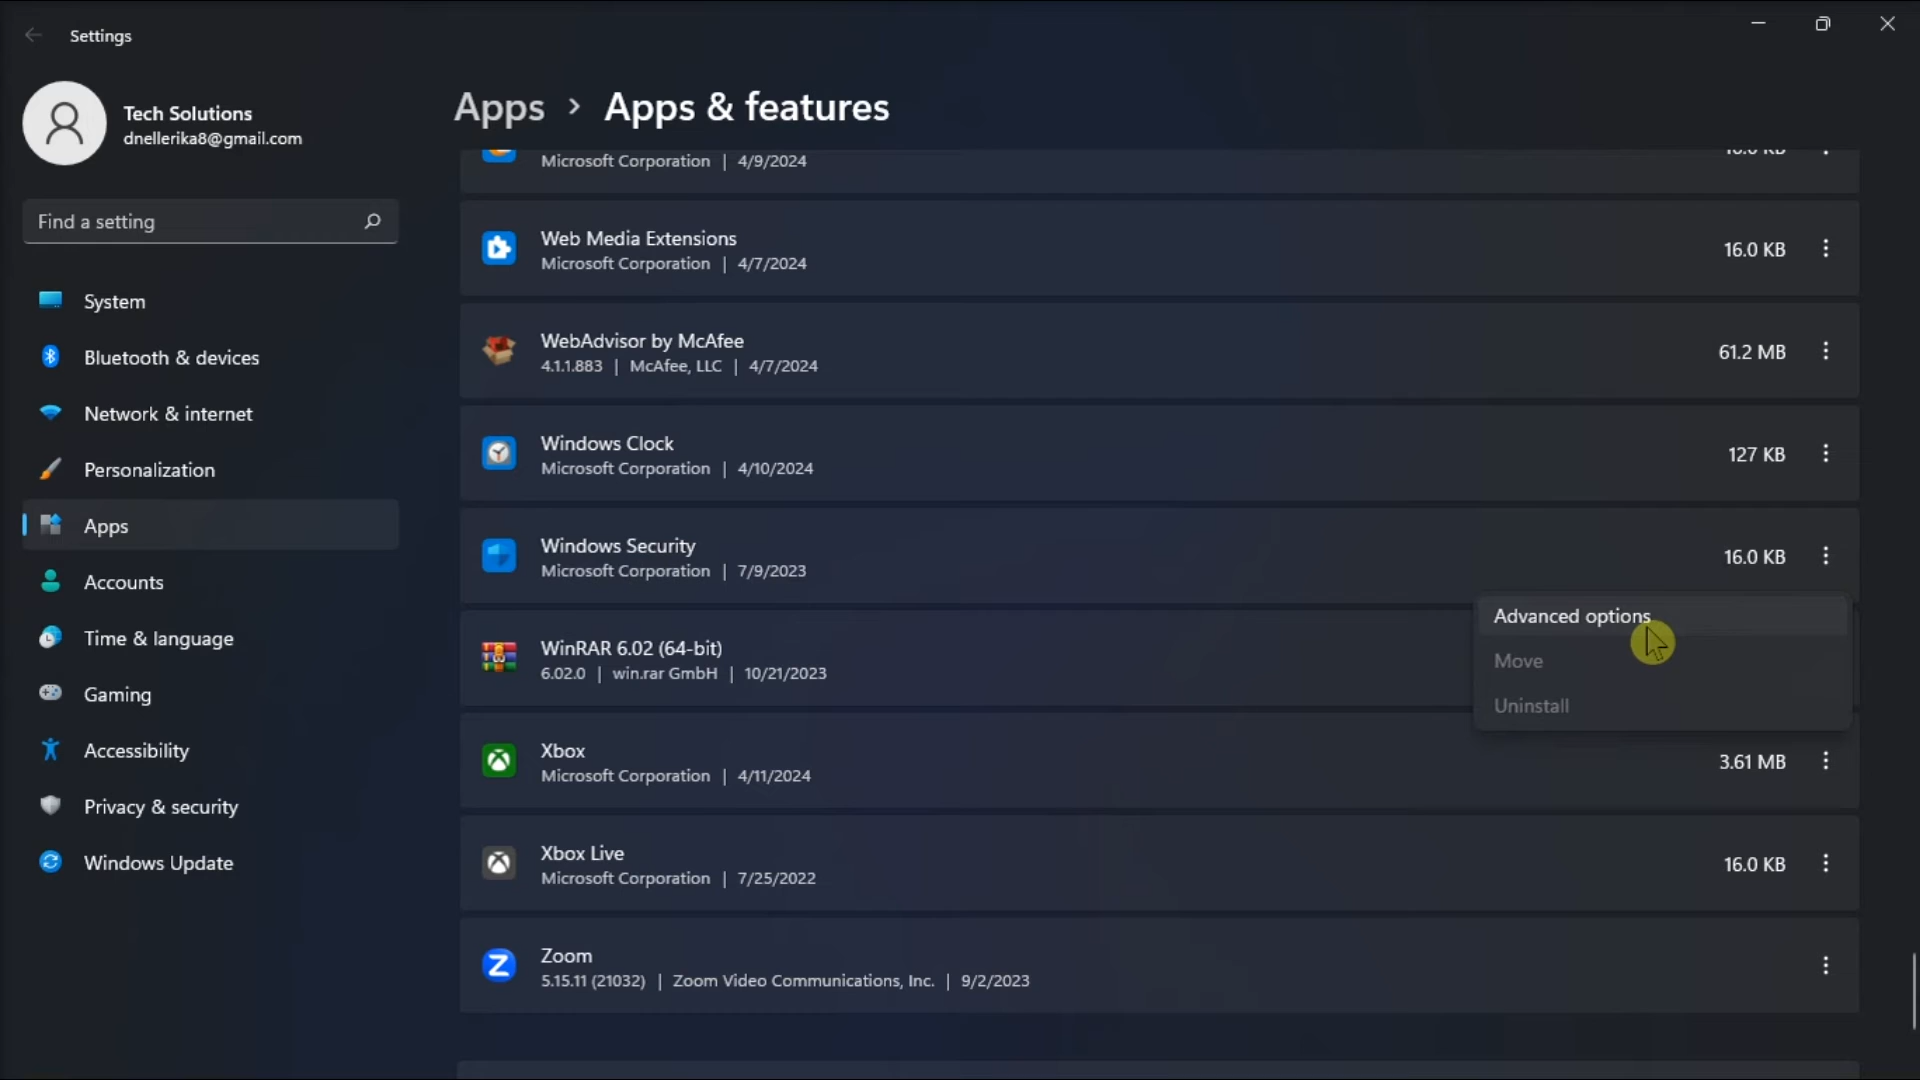 Settings
Tech Solutions
dnellerika8@gmail.com
Find a setting
System
Bluetooth & devices
Network & internet
Personalization
Apps
Accounts
Time & language
Gaming
Accessibility
Privacy & security
Windows Update
Apps > Apps & features
Microsoft Corporation | 4/9/2024
Web Media Extensions
Microsoft Corporation | 4/7/2024
16.0 KB
WebAdvisor by McAfee
4.1.1.883 | McAfee, LLC | 4/7/2024
61.2 MB
Windows Clock
Microsoft Corporation | 4/10/2024
127 KB
Windows Security
Microsoft Corporation | 7/9/2023
16.0 KB
Advanced options
Move
Uninstall
WinRAR 6.02 (64-bit)
6.02.0 | win.rar GmbH | 10/21/2023
Xbox
Microsoft Corporation | 4/11/2024
3.61 MB
Xbox Live
Microsoft Corporation | 7/25/2022
16.0 KB
Zoom
5.15.11 (21032) | Zoom Video Communications, Inc. | 9/2/2023